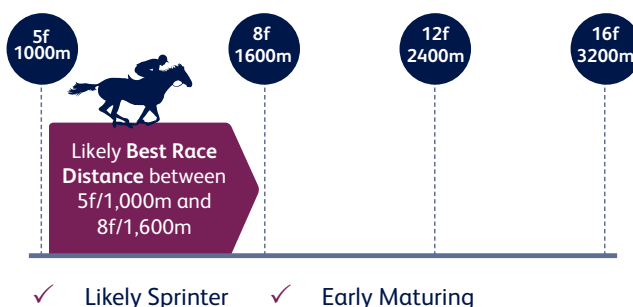 5f
1000m
8f
1600m
12f
2400m
16f
3200m
Likely Best Race
Distance between
5f/1,000m and
8f/1,600m
✓ Likely Sprinter ✓ Early Maturing